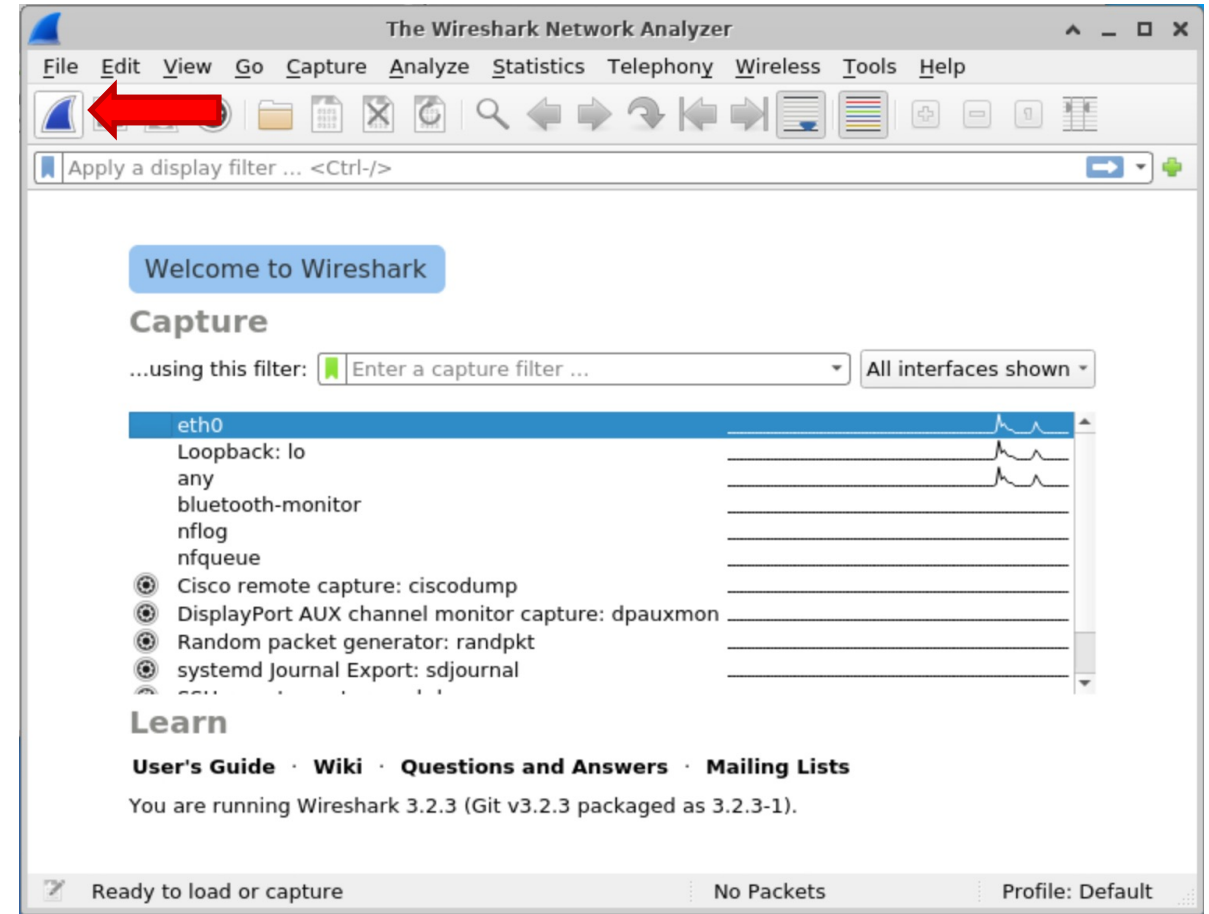 The Wireshark Network Analyzer
File Edit View Go Capture Analyze Statistics Telephony Wireless Tools Help
Apply a display filter ... <Ctrl-/>
Welcome to Wireshark
Capture
...using this filter: Enter a capture filter ... All interfaces shown
eth0
Loopback: lo
any
bluetooth-monitor
nflog
nfqueue
Cisco remote capture: ciscodump
DisplayPort AUX channel monitor capture: dpauxmon
Random packet generator: randpkt
systemd Journal Export: sdjournal
Learn
User's Guide · Wiki · Questions and Answers · Mailing Lists
You are running Wireshark 3.2.3 (Git v3.2.3 packaged as 3.2.3-1).
Ready to load or capture No Packets Profile: Default